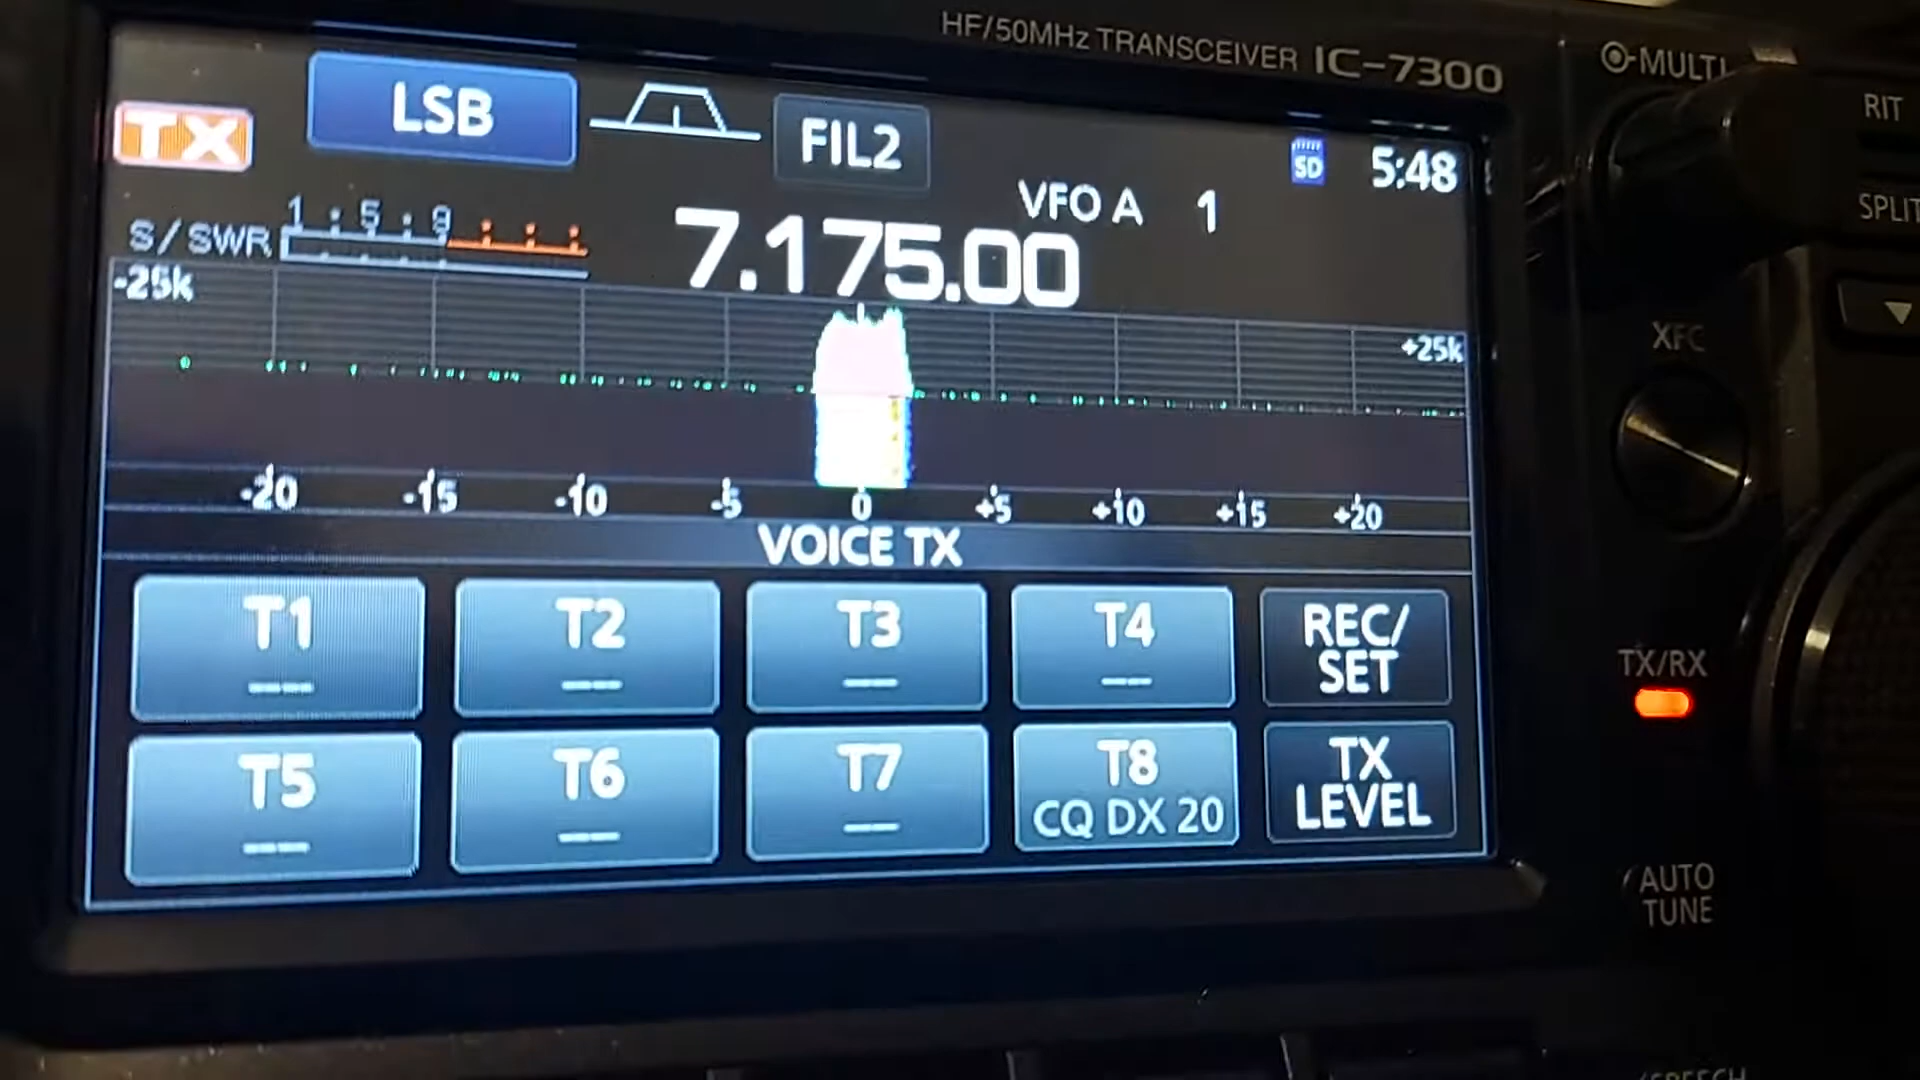 HF/50MHz TRANSCEIVER IC-7300
MULTI
RIT
TX
LSB
FIL2
SD
5:48
SPLIT
VFO A 1
S/SWR
1 5 9
7.175.00
-25k
+25k
XFC
-20 -15 -10 -5 0 +5 +10 +15 +20
VOICE TX
T1
T2
T3
T4
REC/
SET
TX/RX
T5
T6
T7
T8
CQ DX 20
TX
LEVEL
AUTO
TUNE